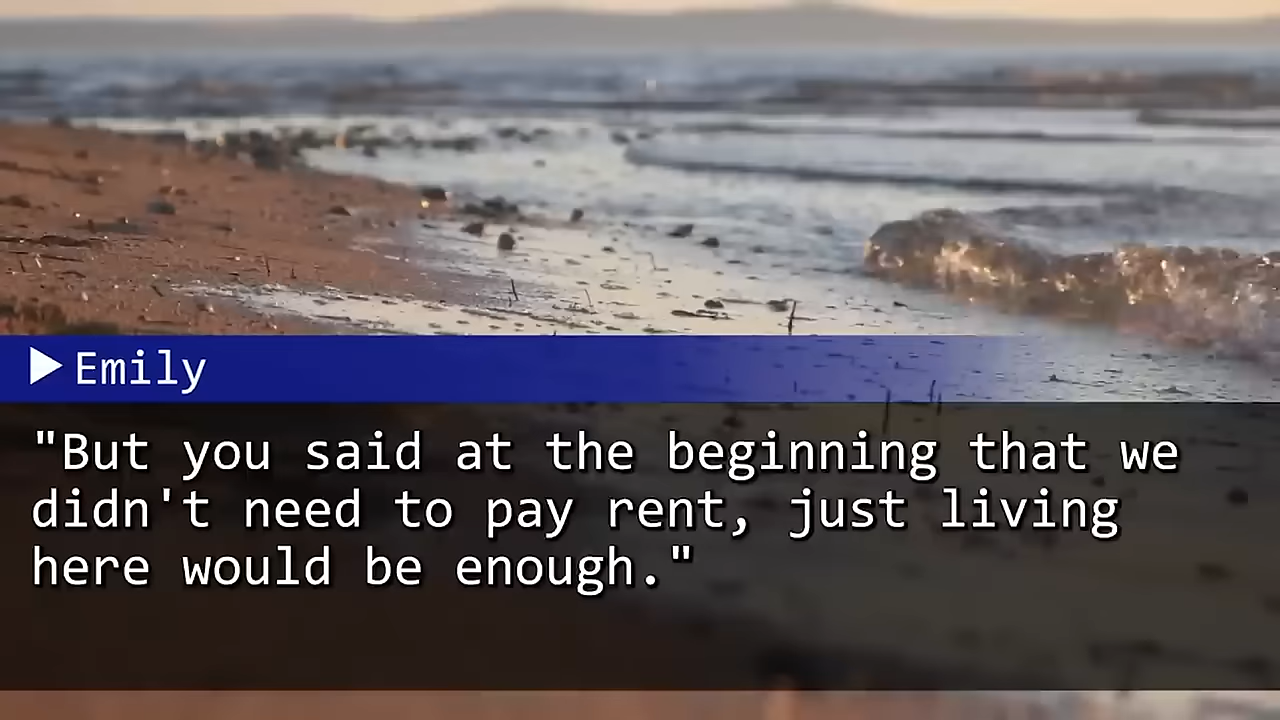 Emily
"But you said at the beginning that we
didn't need to pay rent, just living
here would be enough."